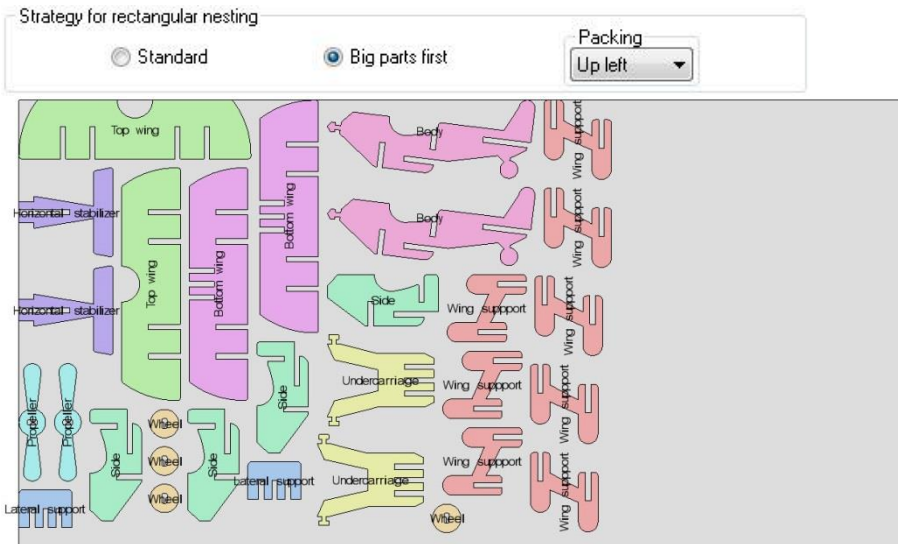 Strategy for rectangular nesting
Standard
Big parts first
Packing
Up left
Top wing
Body
Wing suppport
Horizontal stabilizer
Top wing
Bottom wing
Bottom wing
Body
Wing suppport
Horizontal stabilizer
Side
Wing suppport
Wing suppport
Propeller
Propeller
Side
Wheel
Side
Side
Undercarriage
Wing suppport
Wing suppport
Wheel
Lateral support
Wheel
Lateral support
Undercarriage
Wing suppport
Wing suppport
Wheel